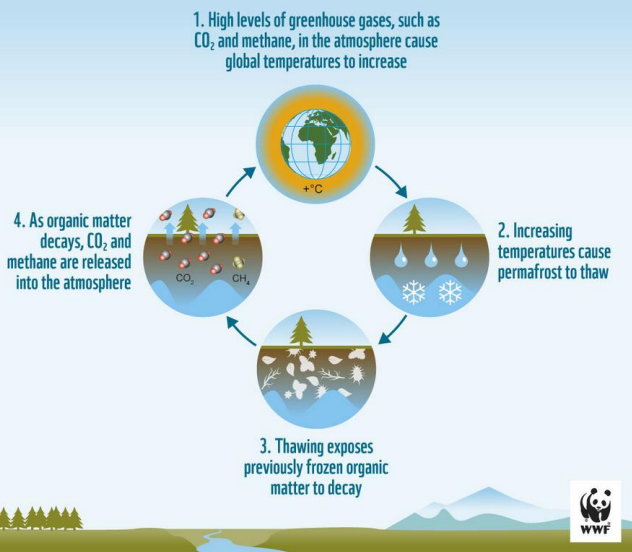 1. High levels of greenhouse gases, such as
CO₂ and methane, in the atmosphere cause
global temperatures to increase
+°C
2. Increasing
temperatures cause
permafrost to thaw
3. Thawing exposes
previously frozen organic
matter to decay
4. As organic matter
decays, CO₂ and
methane are released
into the atmosphere
CO₂
CH₄
WWF